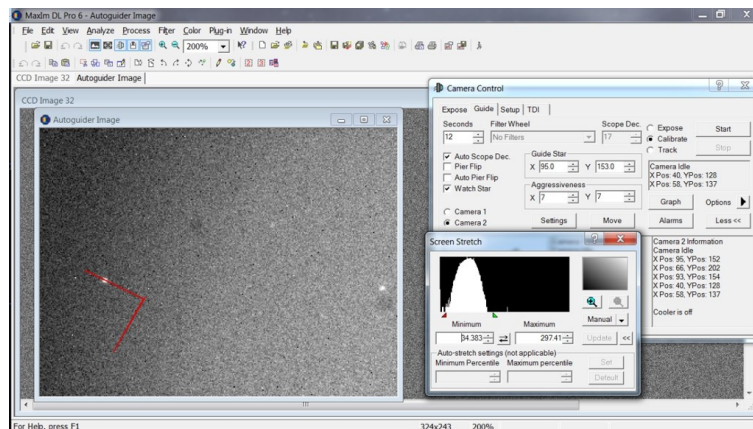 MaxIm DL Pro 6 - Autoguider Image
File Edit View Analyze Process Filter Color Plug-in Window Help
200%
CCD Image 32 Autoguider Image
CCD Image 32
Autoguider Image
Camera Control
Expose Guide Setup TDI
Seconds Filter Wheel Scope Dec.
12 No Filters 17
Expose
Calibrate
Track
Start
Stop
Auto Scope Dec.
Pier Flip
Auto Pier Flip
Watch Star
Guide Star
X 95.0 Y 153.0
Aggressiveness
X 7 Y 7
Camera Idle
X Pos: 40, YPos: 128
X Pos: 58, YPos: 137
Graph Options
Camera 1
Camera 2
Settings Move Alarms Less <<
Screen Stretch
Camera 2 Information
Camera Idle
X Pos: 95, YPos: 152
X Pos: 66, YPos: 202
X Pos: 93, YPos: 154
X Pos: 40, YPos: 128
X Pos: 58, YPos: 137
Cooler is off
Minimum Maximum
34.383 297.41
Manual
Update <<
Auto-stretch settings (not applicable)
Minimum Percentile Maximum percentile
Set
Default
For Help, press F1 324x243 200%